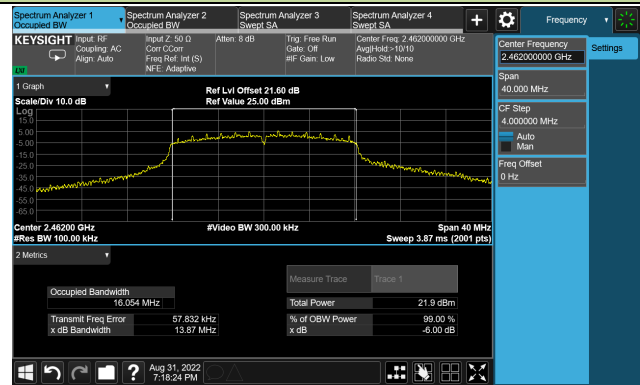 Spectrum Analyzer 1
Occupied BW
Spectrum Analyzer 2
Occupied BW
Spectrum Analyzer 3
Swept SA
Spectrum Analyzer 4
Swept SA
Frequency
KEYSIGHT
Input: RF
Coupling: AC
Align: Auto
Input Z: 50 Ω
Corr CCorr
Freq Ref: Int (S)
NFE: Adaptive
Atten: 8 dB
Trig: Free Run
Gate: Off
#IF Gain: Low
Center Freq: 2.462000000 GHz
Avg|Hold:>10/10
Radio Std: None
Center Frequency
2.462000000 GHz
Settings
Span
40.000 MHz
CF Step
4.000000 MHz
Auto
Man
Freq Offset
0 Hz
1 Graph
Scale/Div 10.0 dB
Ref Lvl Offset 21.60 dB
Ref Value 25.00 dBm
Log
15.0
5.00
-5.00
-15.0
-25.0
-35.0
-45.0
-55.0
-65.0
Center 2.46200 GHz
#Video BW 300.00 kHz
Span 40 MHz
#Res BW 100.00 kHz
Sweep 3.87 ms (2001 pts)
2 Metrics
Measure Trace
Trace 1
Occupied Bandwidth
16.054 MHz
Total Power
21.9 dBm
Transmit Freq Error
57.832 kHz
% of OBW Power
99.00 %
x dB Bandwidth
13.87 MHz
x dB
-6.00 dB
Aug 31, 2022
7:18:24 PM